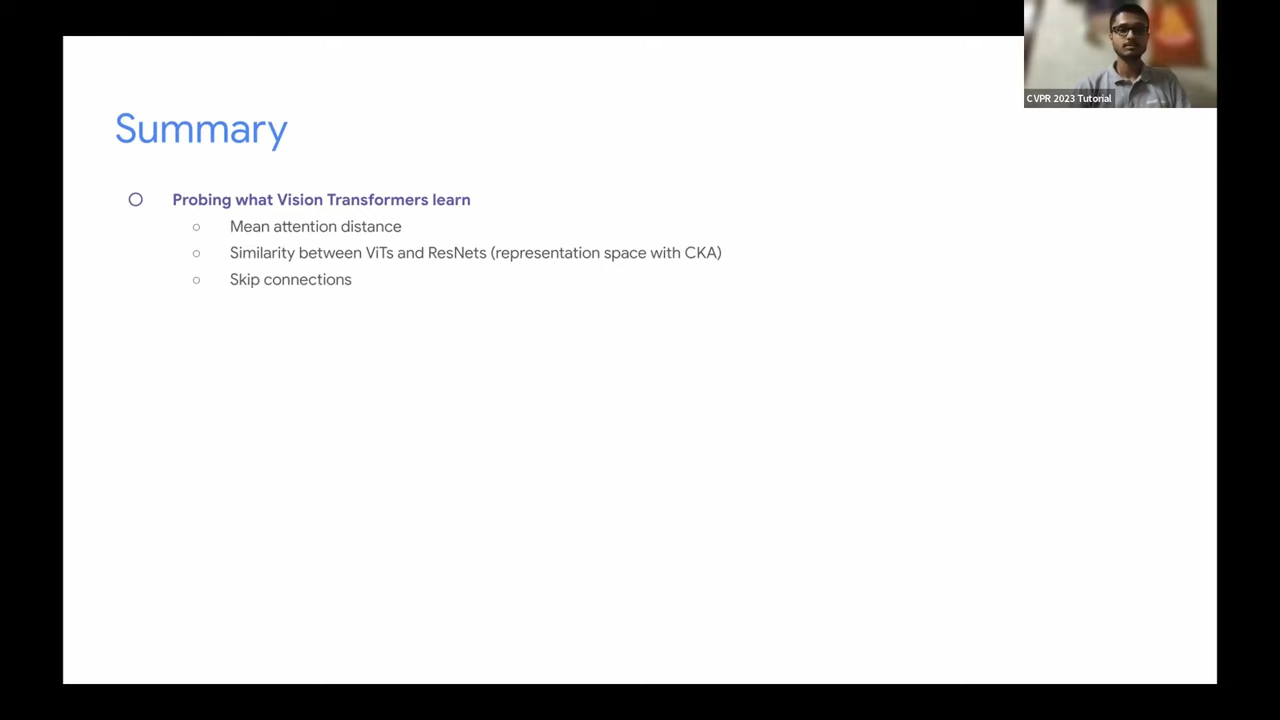 CVPR 2023 Tutorial
Summary
Probing what Vision Transformers learn
Mean attention distance
Similarity between ViTs and ResNets (representation space with CKA)
Skip connections